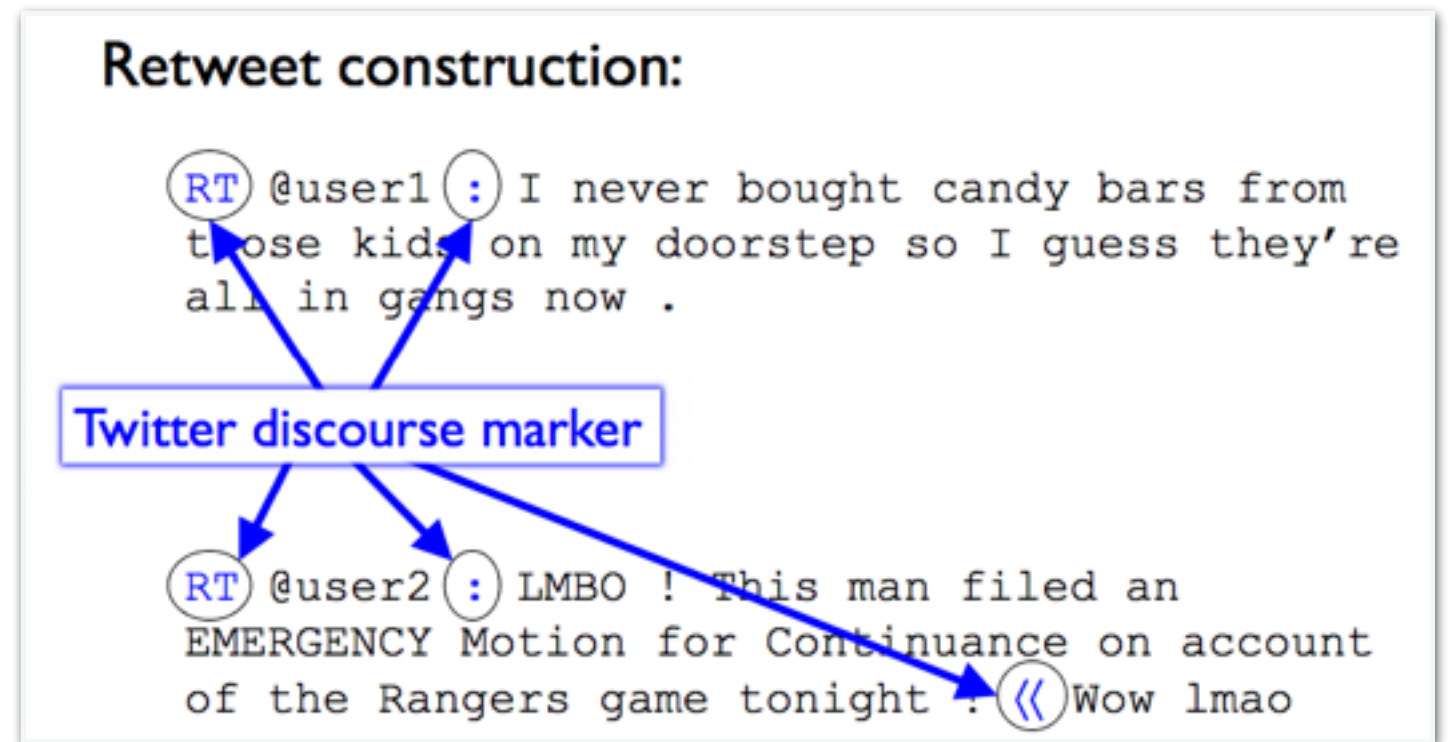 Retweet construction:
RT @user1 : I never bought candy bars from
those kids on my doorstep so I guess they're
all in gangs now .
Twitter discourse marker
RT @user2 : LMBO ! This man filed an
EMERGENCY Motion for Continuance on account
of the Rangers game tonight ! « Wow lmao